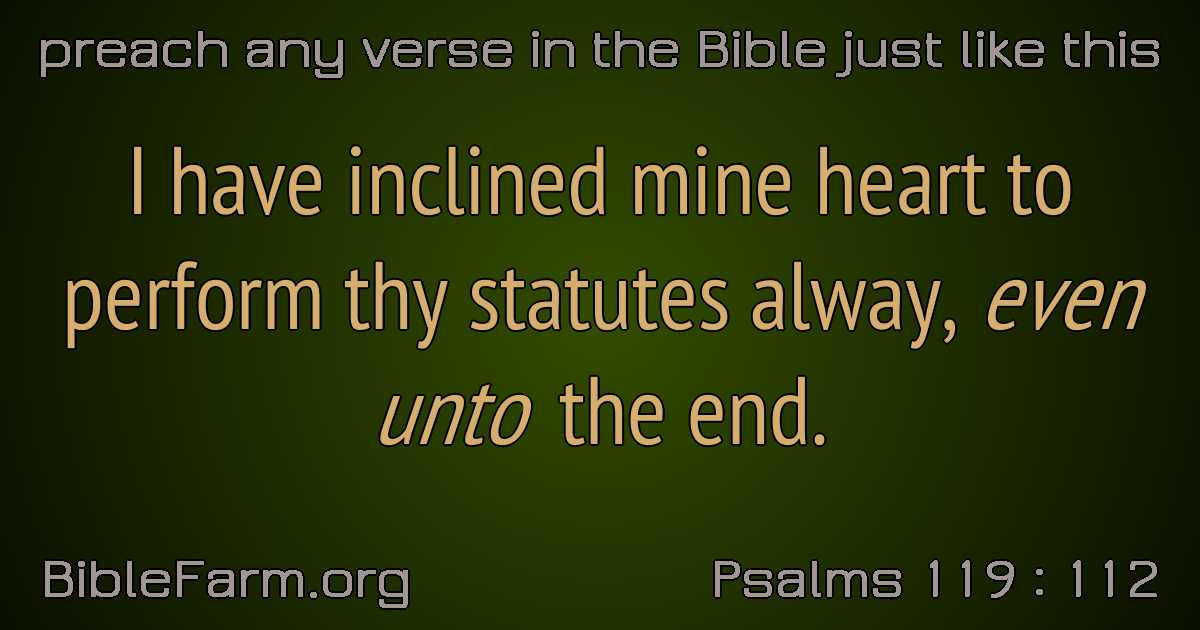 preach any verse in the Bible just like this
I have inclined mine heart to
perform thy statutes alway, even
unto the end.
BibleFarm.org
Psalms 119 : 112